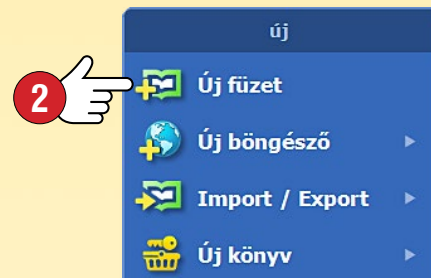 új
2
Új füzet
Új böngésző
Import / Export
Új könyv